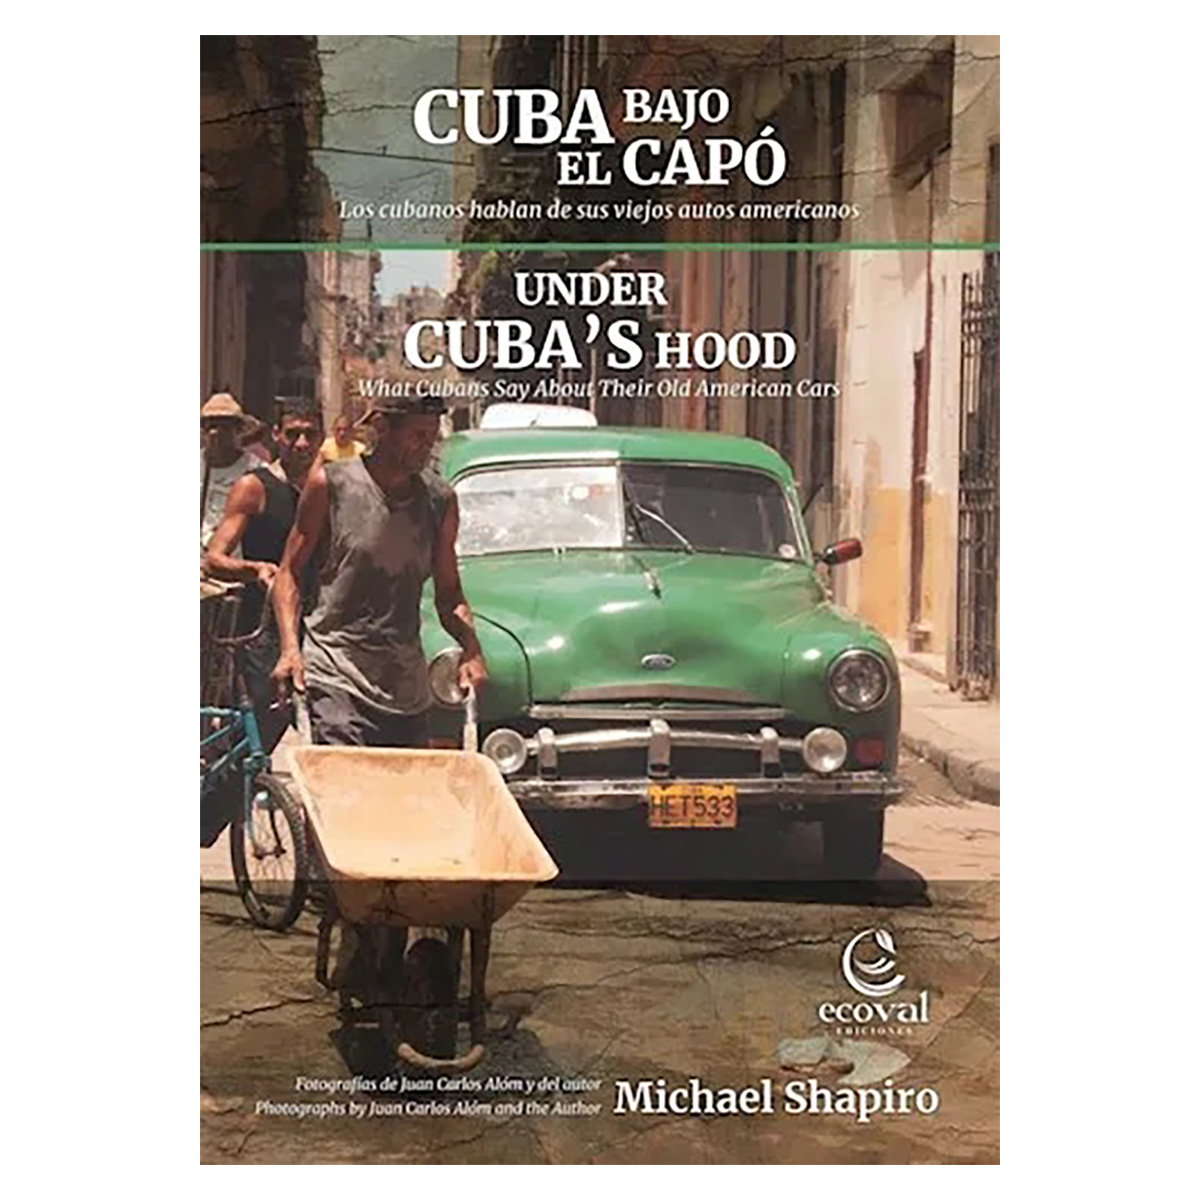 CUBA BAJO
EL CAPÓ
Los cubanos hablan de sus viejos autos americanos
UNDER
CUBA'S HOOD
What Cubans Say About Their Old American Cars
HET533
ecoval
EDICIONES
Fotografías de Juan Carlos Alóm y del autor
Photographs by Juan Carlos Alóm and the Author
Michael Shapiro